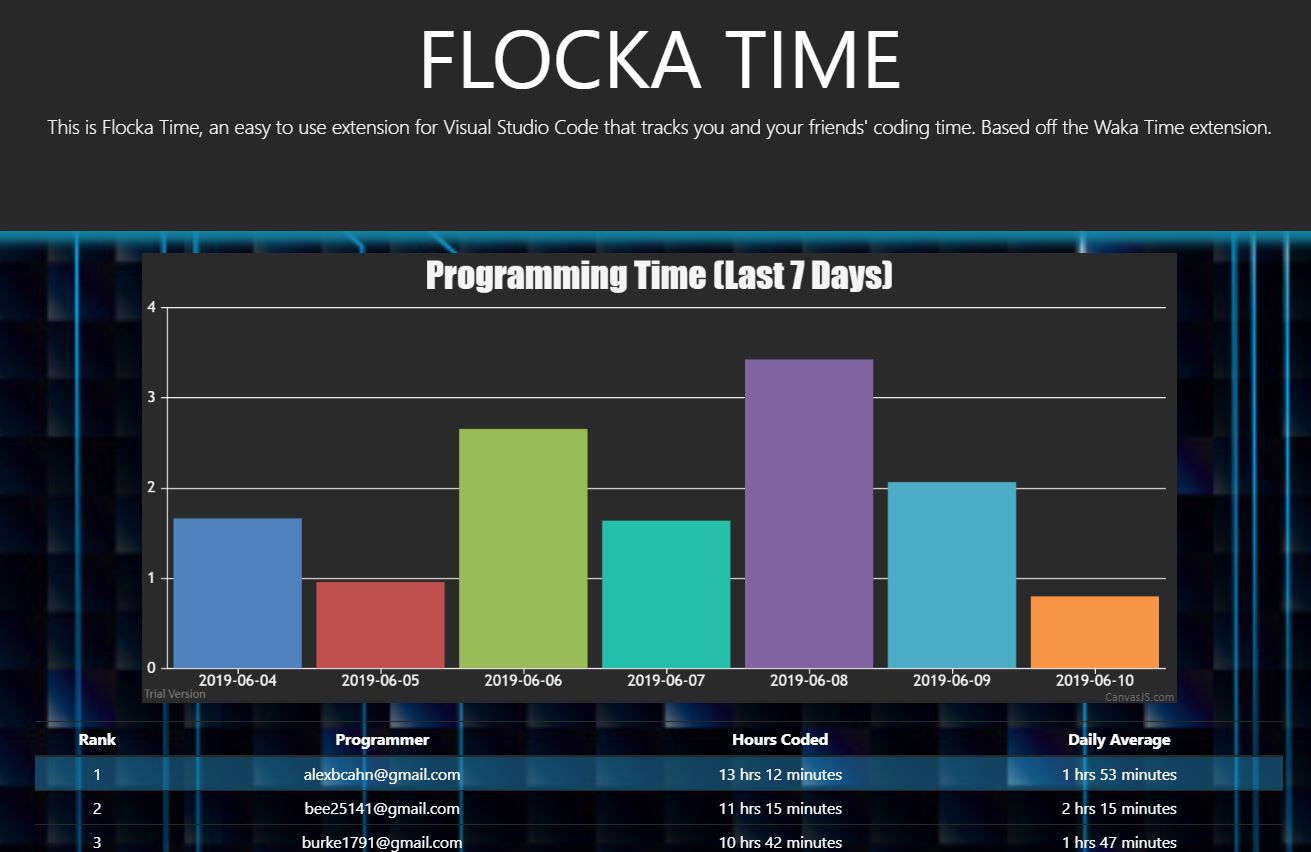 FLOCKA TIME
This is Flocka Time, an easy to use extension for Visual Studio Code that tracks you and your friends' coding time. Based off the Waka Time extension.
Programming Time (Last 7 Days)
4
3
2
1
0
2019-06-04 2019-06-05 2019-06-06 2019-06-07 2019-06-08 2019-06-09 2019-06-10
Trial Version CanvasJS.com
Rank Programmer Hours Coded Daily Average
1 alexbcahn@gmail.com 13 hrs 12 minutes 1 hrs 53 minutes
2 bee25141@gmail.com 11 hrs 15 minutes 2 hrs 15 minutes
3 burke1791@gmail.com 10 hrs 42 minutes 1 hrs 47 minutes